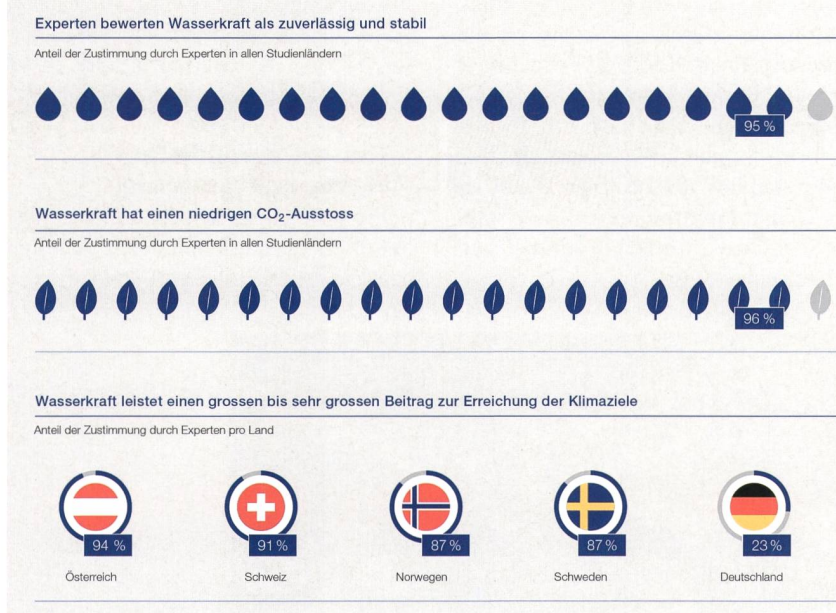 Experten bewerten Wasserkraft als zuverlässig und stabil
Anteil der Zustimmung durch Experten in allen Studienländern
95 %
Wasserkraft hat einen niedrigen CO₂-Ausstoss
Anteil der Zustimmung durch Experten in allen Studienländern
96 %
Wasserkraft leistet einen grossen bis sehr grossen Beitrag zur Erreichung der Klimaziele
Anteil der Zustimmung durch Experten pro Land
94 % 91 % 87 % 87 % 23 %
Österreich Schweiz Norwegen Schweden Deutschland